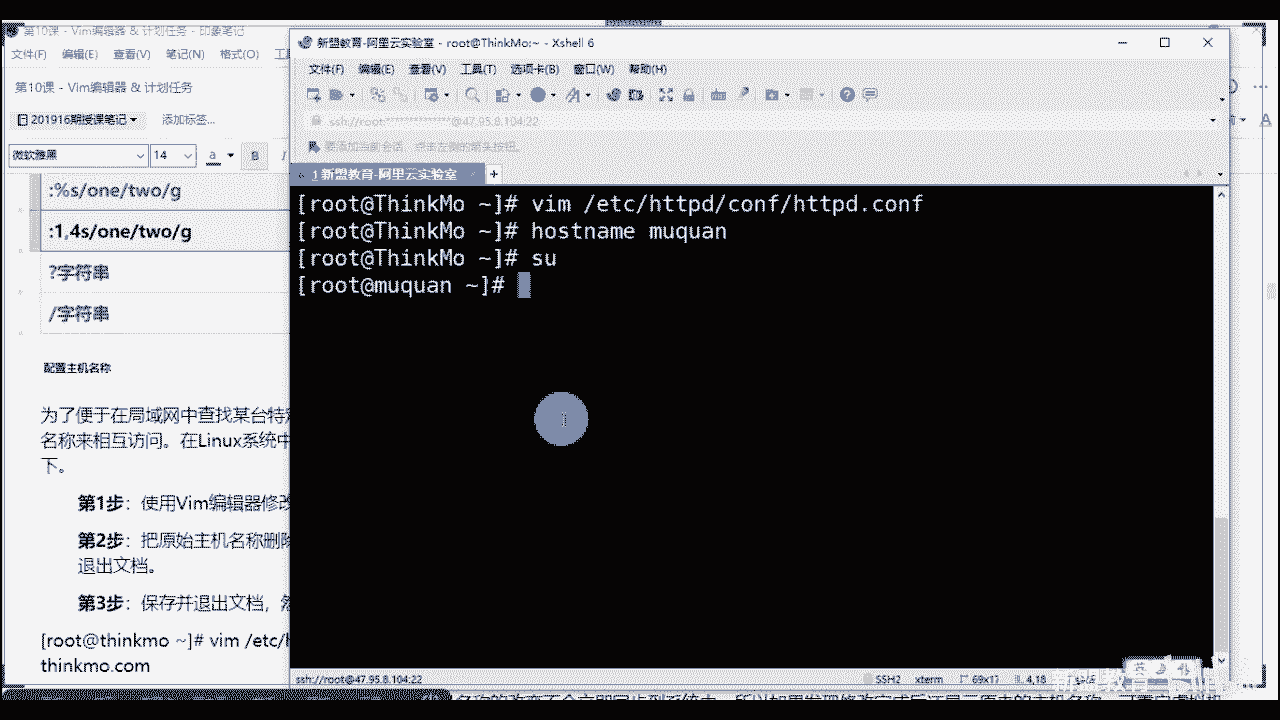 第10课 - Vim编辑器 & 计划任务 - 印象笔记
文件(F) 编辑(E) 查看(V) 笔记(N) 格式(O)
第10课 - Vim编辑器 & 计划任务
201916期授课笔记 添加标签...
微软雅黑 14 a B I
:%s/one/two/g
:1,4s/one/two/g
?字符串
/字符串
配置主机名称
为了便于在局域网中查找某台特
名称来相互访问。在Linux系统中
下。
第1步：使用Vim编辑器修改
第2步：把原始主机名称删除
退出文档。
第3步：保存并退出文档，
[root@thinkmo ~]# vim /etc/
thinkmo.com
新盟教育-阿里云实验室 - root@ThinkMo:~ - Xshell 6
文件(F) 编辑(E) 查看(V) 工具(T) 选项卡(B) 窗口(W) 帮助(H)
ssh://root:***************@47.95.8.104:22
要添加当前会话，点击左侧的箭头按钮。
1 新盟教育-阿里云实验室 +
[root@ThinkMo ~]# vim /etc/httpd/conf/httpd.conf
[root@ThinkMo ~]# hostname muquan
[root@ThinkMo ~]# su
[root@muquan ~]#
ssh://root@47.95.8.104:22 SSH2 xterm 69x17 4,18